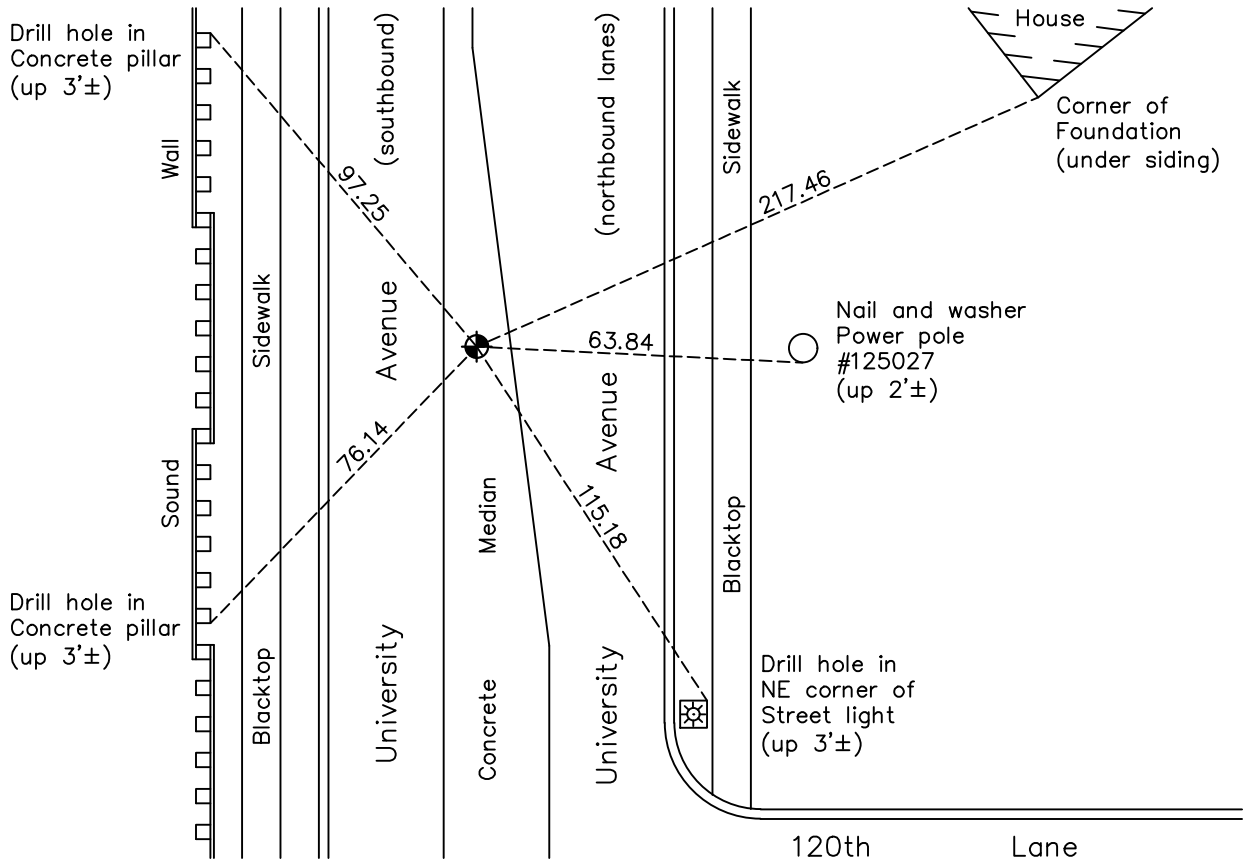 Drill hole in
Concrete pillar
(up 3'±)
House
Corner of
Foundation
(under siding)
Wall
Sound
Sidewalk
Blacktop
(southbound)
Avenue
University
Median
Concrete
(northbound lanes)
Avenue
University
Sidewalk
Blacktop
97.25
217.46
63.84
76.14
115.18
Nail and washer
Power pole
#125027
(up 2'±)
Drill hole in
Concrete pillar
(up 3'±)
Drill hole in
NE corner of
Street light
(up 3'±)
120th Lane